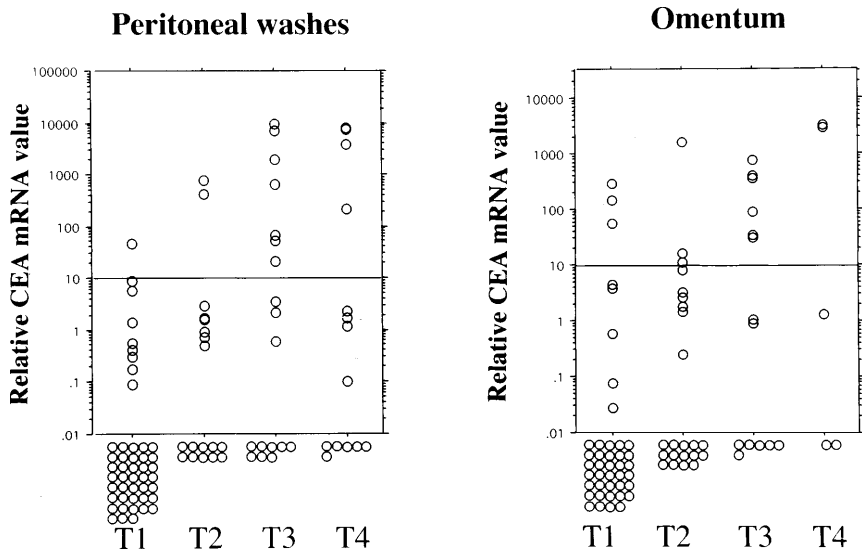 Peritoneal washes
Omentum
Relative CEA mRNA value
100000
10000
1000
100
10
1
.1
.01
T1 T2 T3 T4
Relative CEA mRNA value
10000
1000
100
10
1
.1
.01
T1 T2 T3 T4